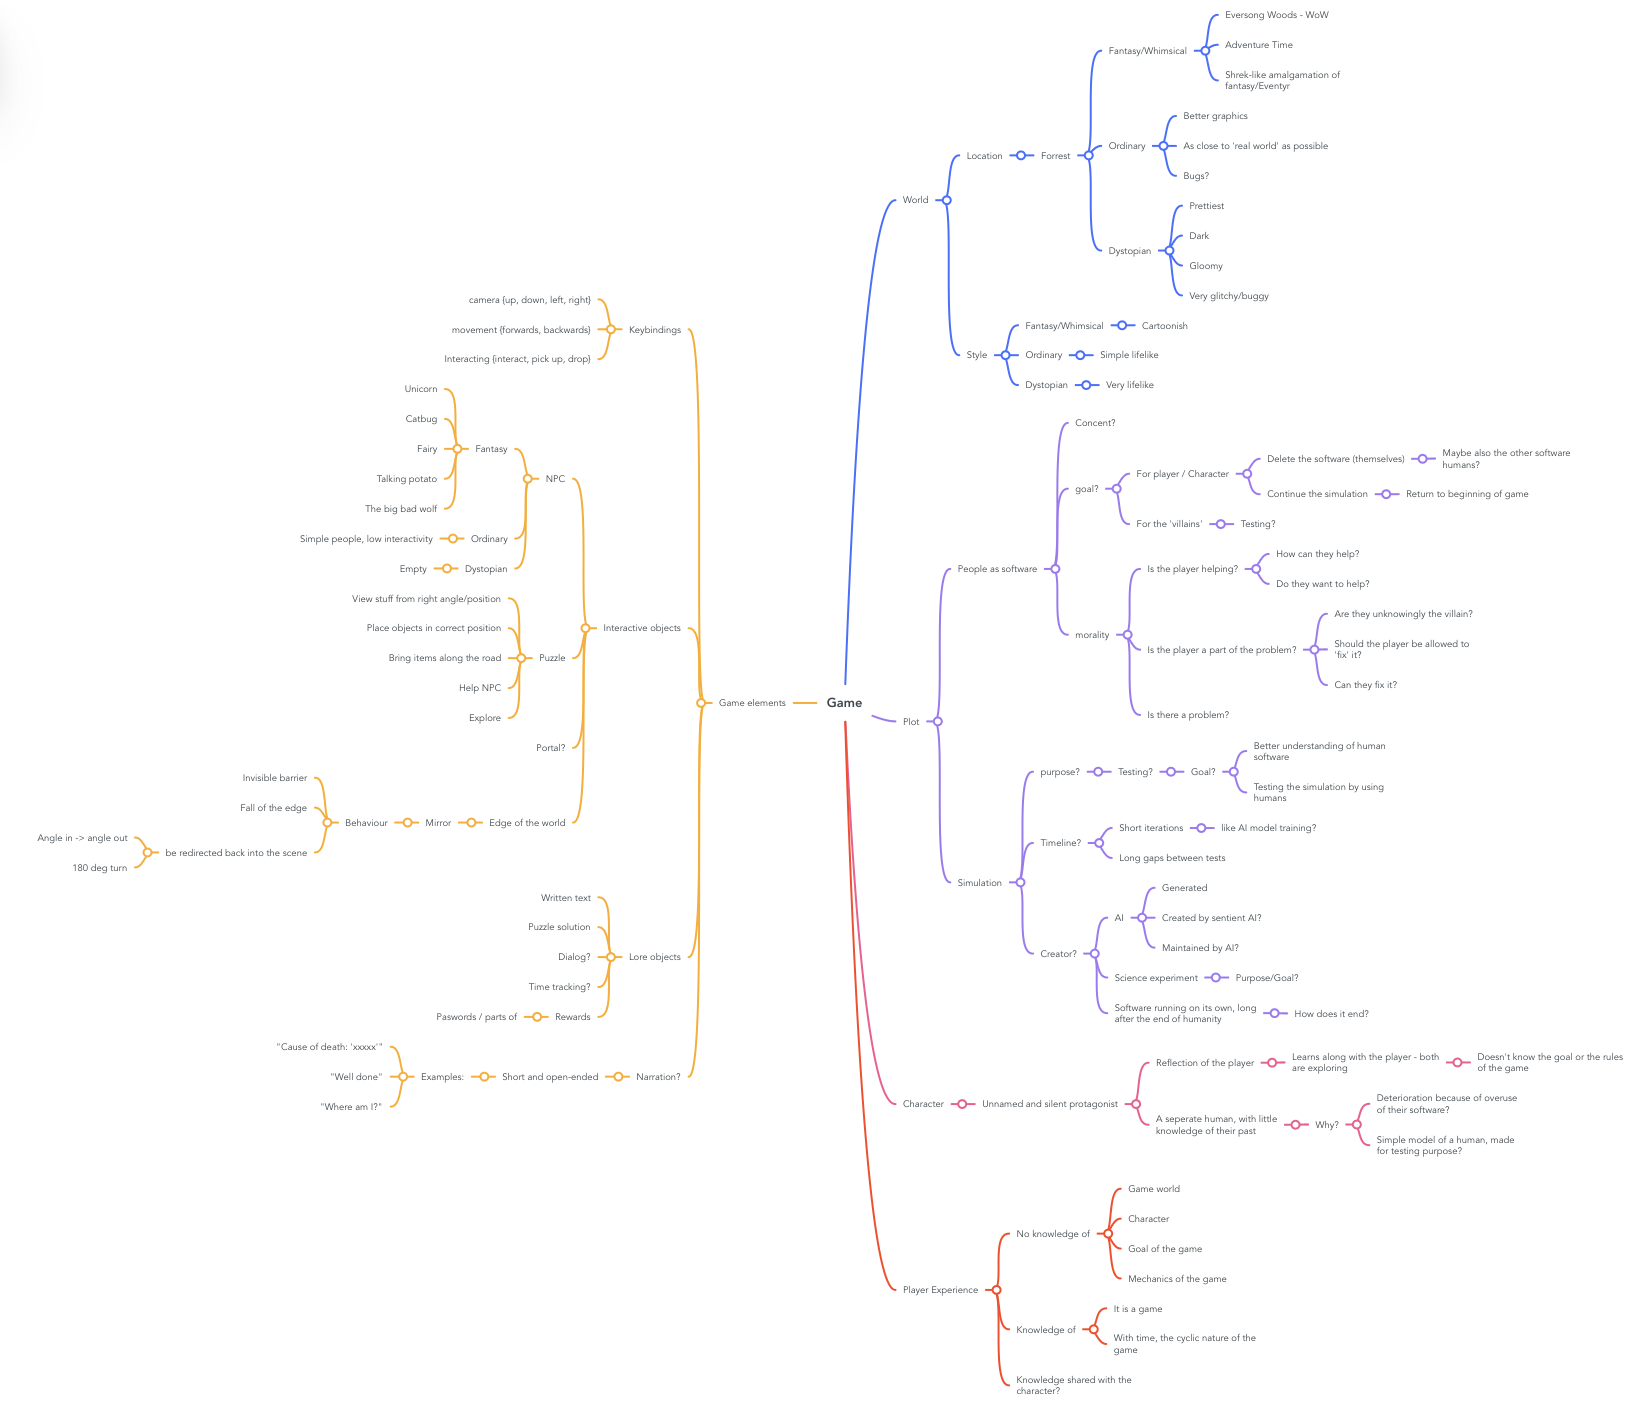 Game
World
Location
Forrest
Fantasy/Whimsical
Eversong Woods - WoW
Adventure Time
Shrek-like amalgamation of
fantasy/Eventyr
Ordinary
Better graphics
As close to 'real world' as possible
Bugs?
Dystopian
Prettiest
Dark
Gloomy
Very glitchy/buggy
Style
Fantasy/Whimsical
Cartoonish
Ordinary
Simple lifelike
Dystopian
Very lifelike
Plot
People as software
Concent?
goal?
For player / Character
Delete the software (themselves)
Maybe also the other software
humans?
Continue the simulation
Return to beginning of game
For the 'villains'
Testing?
morality
Is the player helping?
How can they help?
Do they want to help?
Is the player a part of the problem?
Are they unknowingly the villain?
Should the player be allowed to
'fix' it?
Can they fix it?
Is there a problem?
Simulation
purpose?
Testing?
Goal?
Better understanding of human
software
Testing the simulation by using
humans
Timeline?
Short iterations
like AI model training?
Long gaps between tests
Creator?
AI
Generated
Created by sentient AI?
Maintained by AI?
Science experiment
Purpose/Goal?
Software running on its own, long
after the end of humanity
How does it end?
Character
Unnamed and silent protagonist
Reflection of the player
Learns along with the player - both
are exploring
Doesn't know the goal or the rules
of the game
A seperate human, with little
knowledge of their past
Why?
Deterioration because of overuse
of their software?
Simple model of a human, made
for testing purpose?
Player Experience
No knowledge of
Game world
Character
Goal of the game
Mechanics of the game
Knowledge of
It is a game
With time, the cyclic nature of the
game
Knowledge shared with the
character?
Game elements
Keybindings
camera {up, down, left, right}
movement {forwards, backwards}
Interacting {interact, pick up, drop}
Interactive objects
NPC
Fantasy
Unicorn
Catbug
Fairy
Talking potato
The big bad wolf
Ordinary
Simple people, low interactivity
Dystopian
Empty
Puzzle
View stuff from right angle/position
Place objects in correct position
Bring items along the road
Help NPC
Explore
Portal?
Edge of the world
Mirror
Behaviour
Invisible barrier
Fall of the edge
be redirected back into the scene
Angle in -> angle out
180 deg turn
Lore objects
Written text
Puzzle solution
Dialog?
Time tracking?
Rewards
Paswords / parts of
Narration?
Short and open-ended
Examples:
"Cause of death: 'xxxxx'"
"Well done"
"Where am I?"